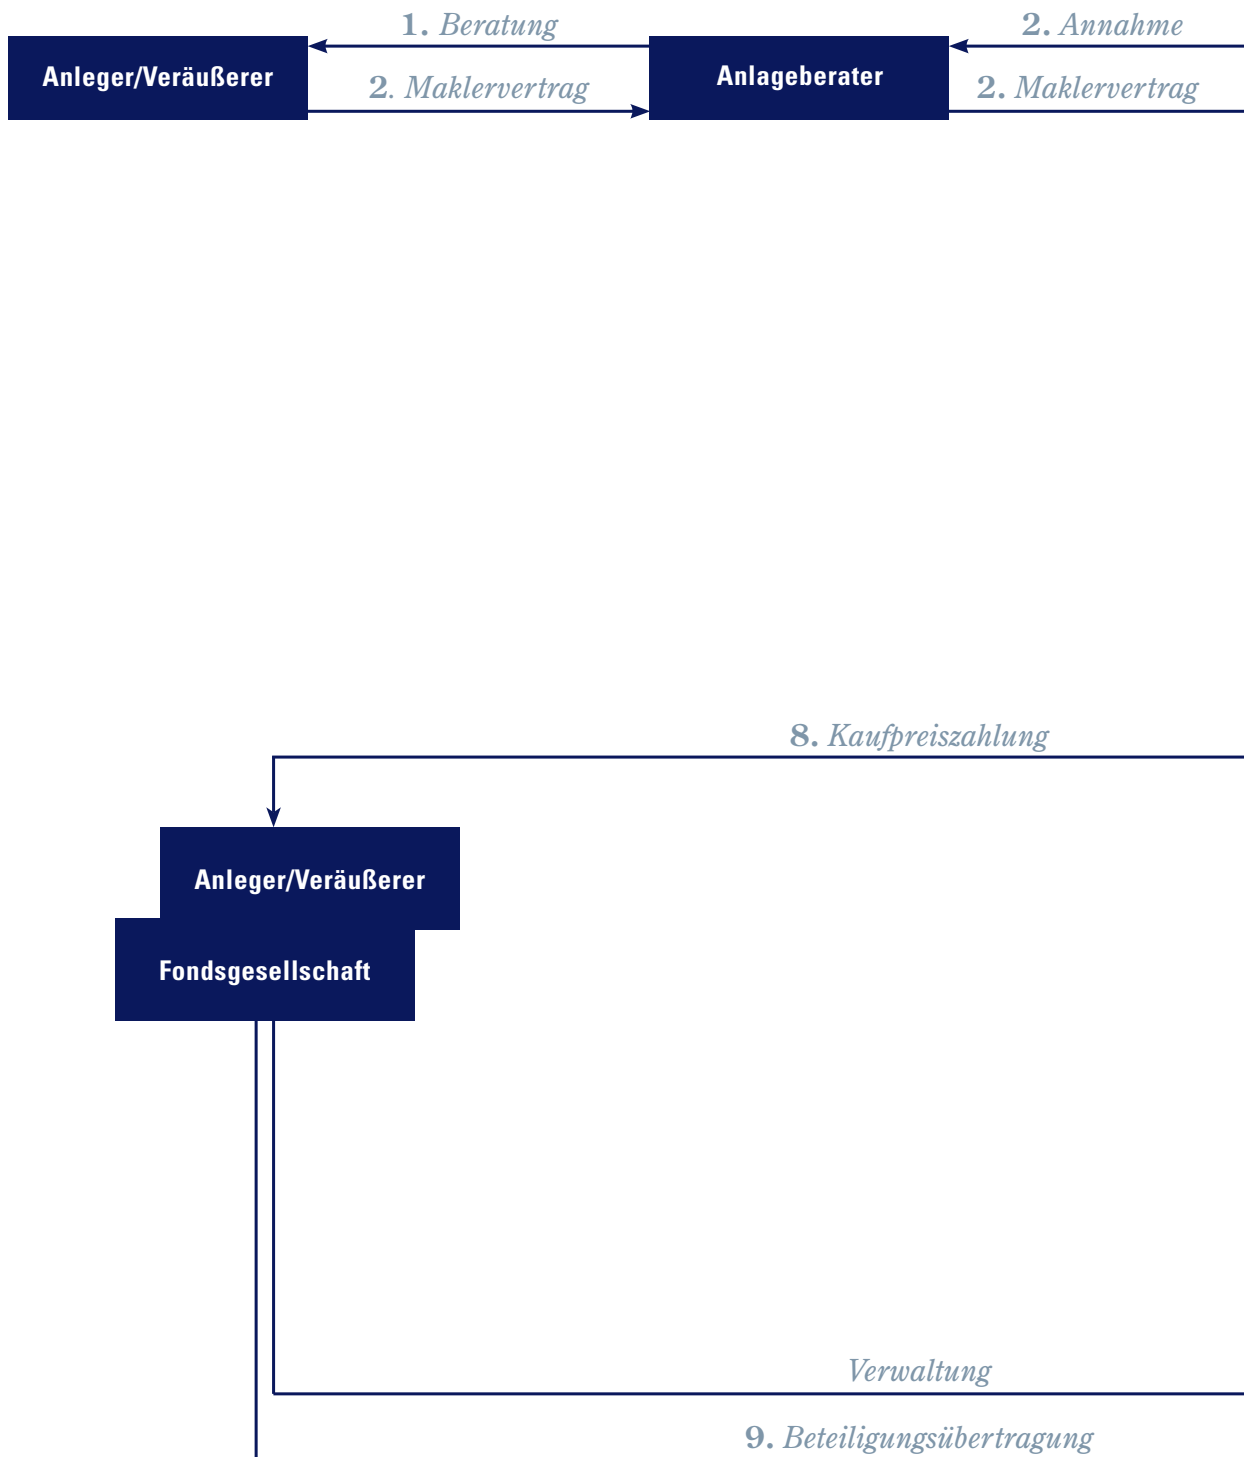 1. Beratung
2. Annahme
Anleger/Veräußerer
Anlageberater
2. Maklervertrag
2. Maklervertrag
8. Kaufpreiszahlung
Anleger/Veräußerer
Fondsgesellschaft
Verwaltung
9. Beteiligungsübertragung